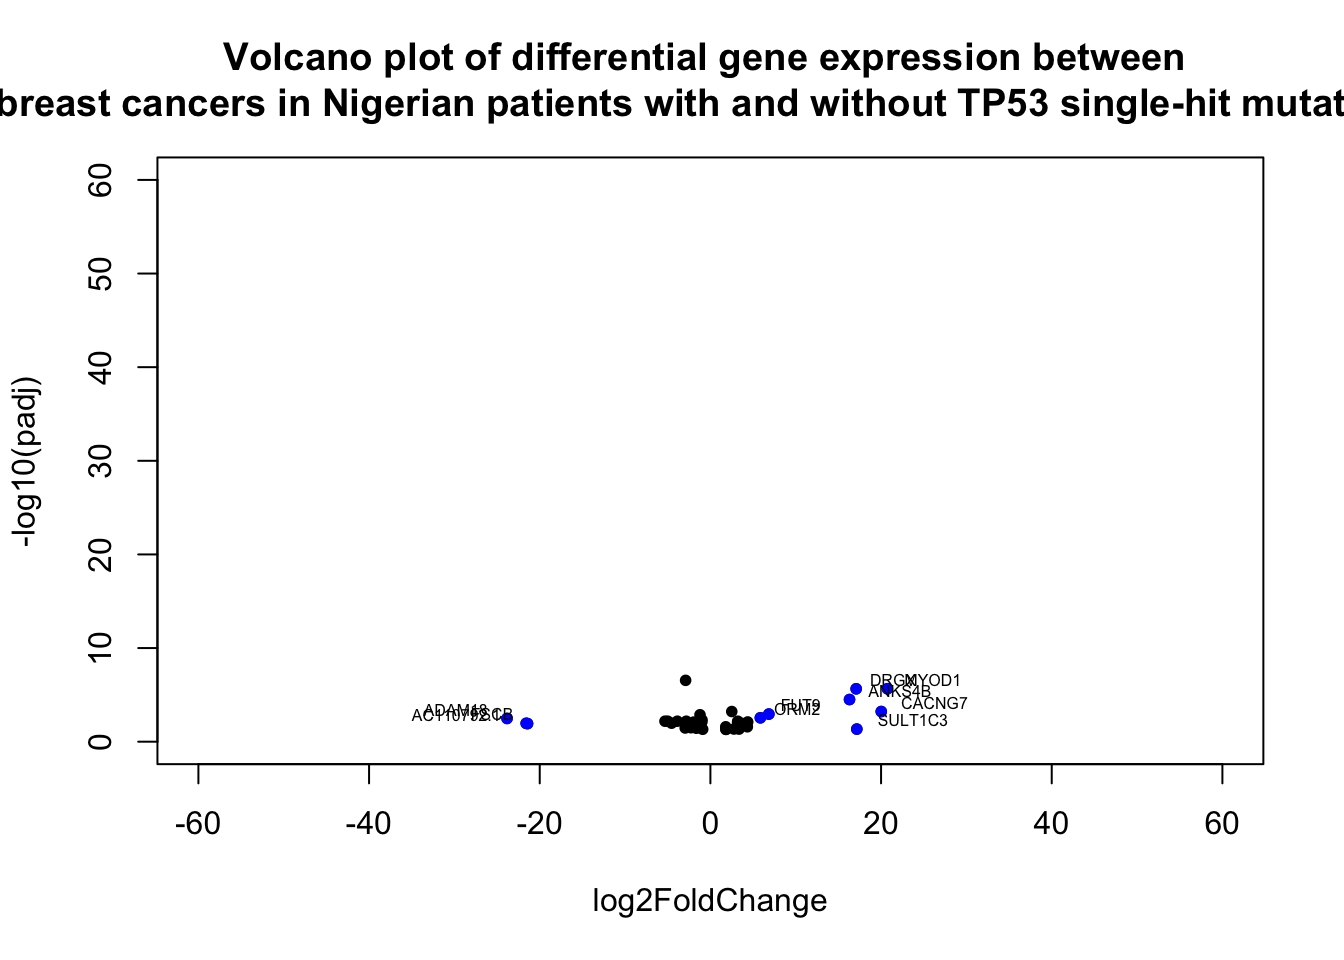 Volcano plot of differential gene expression between
breast cancers in Nigerian patients with and without TP53 single-hit mutat
60
50
40
30
20
10
0
-log10(padj)
DRGX
MYOD1
ANKS4B
CACNG7
FUT9
ORM2
SULT1C3
ADAM18
-60
-40
-20
0
20
40
60
log2FoldChange